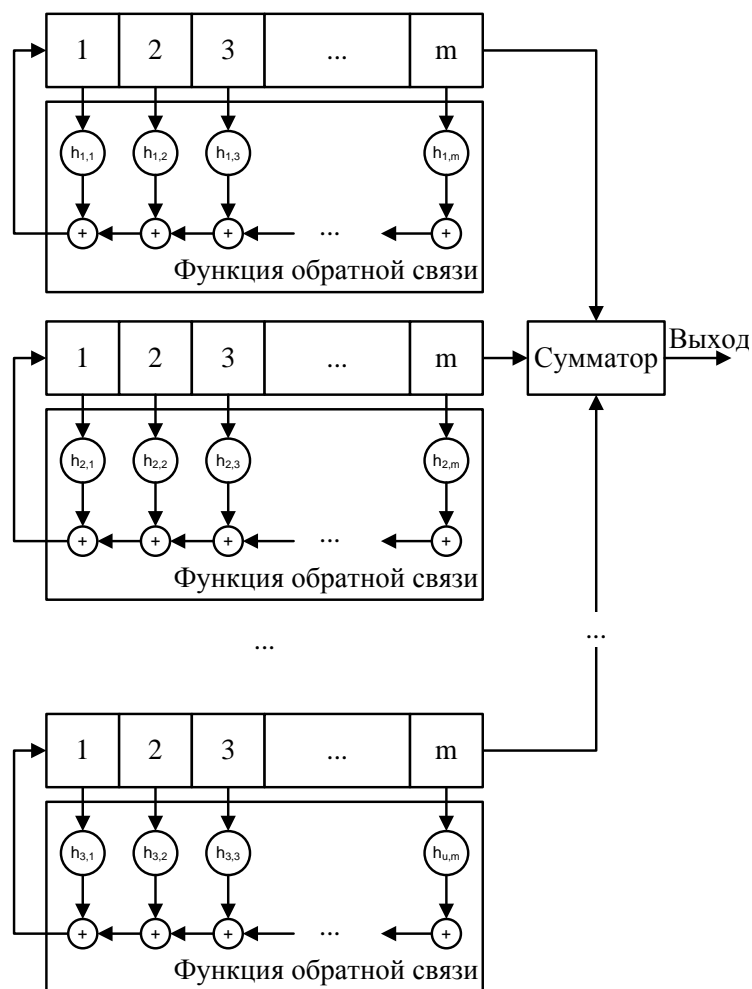 1 2 3 ... m
h1,1 h1,2 h1,3 h1,m
+ + + ... +
Функция обратной связи
1 2 3 ... m
Сумматор
Выход
h2,1 h2,2 h2,3 h2,m
+ + + ... +
Функция обратной связи
... ...
1 2 3 ... m
h3,1 h3,2 h3,3 hu,m
+ + + ... +
Функция обратной связи